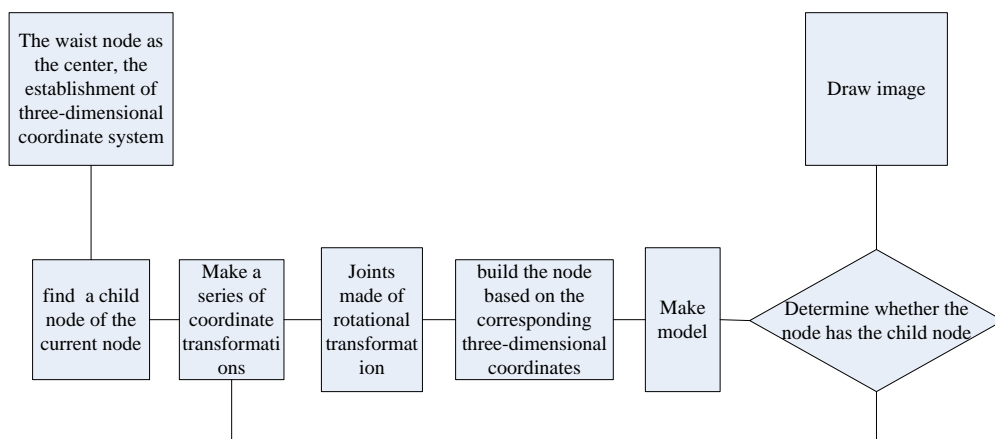 The waist node as
the center, the
establishment of
three-dimensional
coordinate system
Draw image
find a child
node of the
current node
Make a
series of
coordinate
transformati
ons
Joints
made of
rotational
transformat
ion
build the node
based on the
corresponding
three-dimensional
coordinates
Make
model
Determine whether the
node has the child node